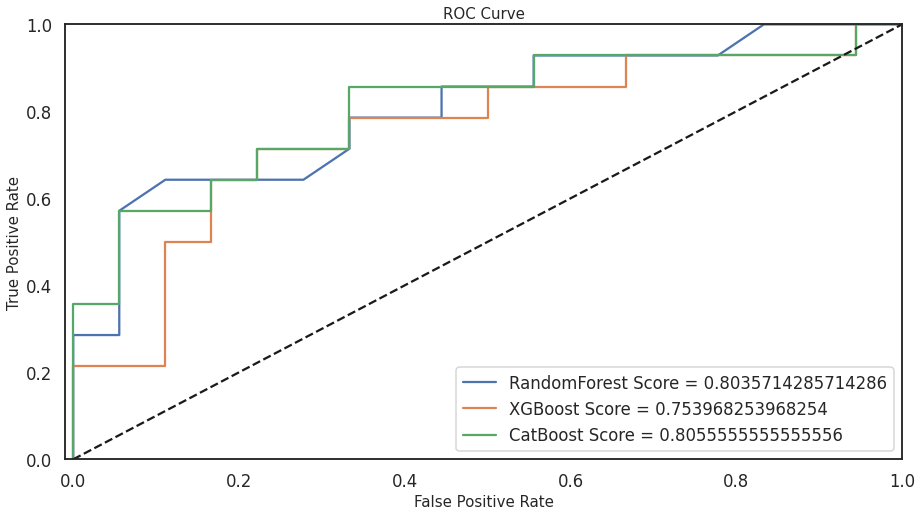 ROC Curve
1.0
0.8
0.6
0.4
0.2
0.0
True Positive Rate
RandomForest Score = 0.8035714285714286
XGBoost Score = 0.753968253968254
CatBoost Score = 0.8055555555555556
0.0 0.2 0.4 0.6 0.8 1.0
False Positive Rate